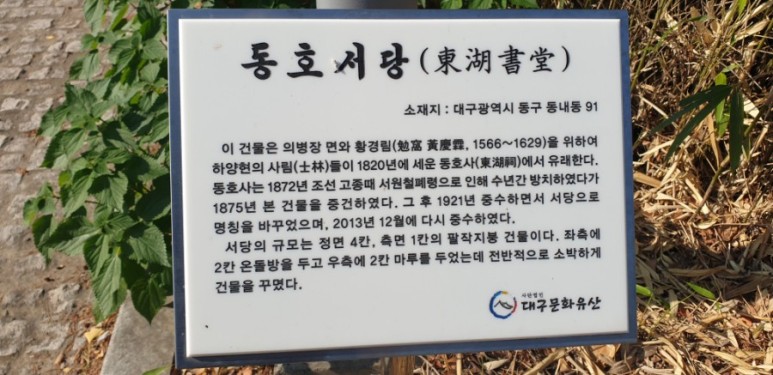 동호서당(東湖書堂)
소재지 : 대구광역시 동구 동내동 91
이 건물은 의병장 면와 황경림(勉窩 黃慶霖, 1566~1629)을 위하여
하양현의 사림(士林)들이 1820년에 세운 동호사(東湖祠)에서 유래한다.
동호사는 1872년 조선 고종때 서원철폐령으로 인해 수년간 방치하였다가
1875년 본 건물을 중건하였다. 그 후 1921년 중수하면서 서당으로
명칭을 바꾸었으며, 2013년 12월에 다시 중수하였다.
서당의 규모는 정면 4칸, 측면 1칸의 팔작지붕 건물이다. 좌측에
2칸 온돌방을 두고 우측에 2칸 마루를 두었는데 전반적으로 소박하게
건물을 꾸몄다.
사단법인
대구문화유산